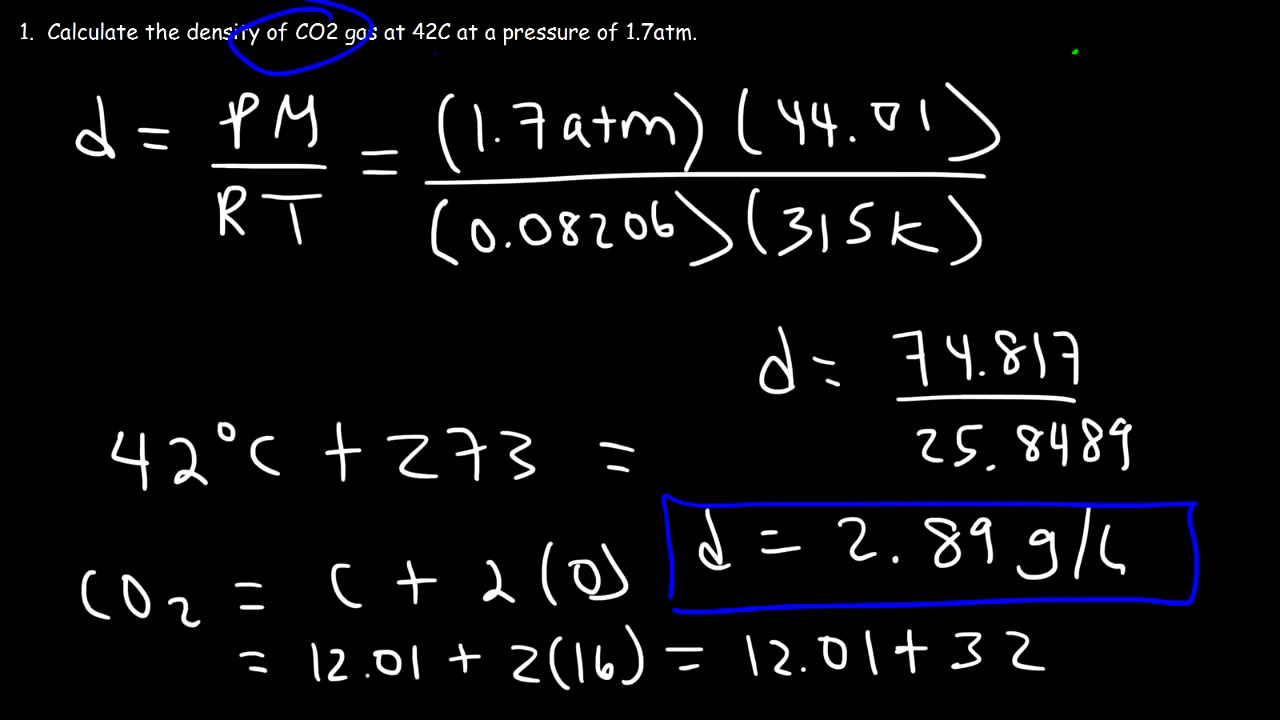 1. Calculate the density of CO2 gas at 42C at a pressure of 1.7atm.
d = PM / RT = (1.7atm)(44.01) / (0.08206)(315K)
d = 74.817 / 25.8489
42°C + 273 =
d = 2.89 g/L
CO₂ = C + 2(O)
= 12.01 + 2(16) = 12.01 + 32